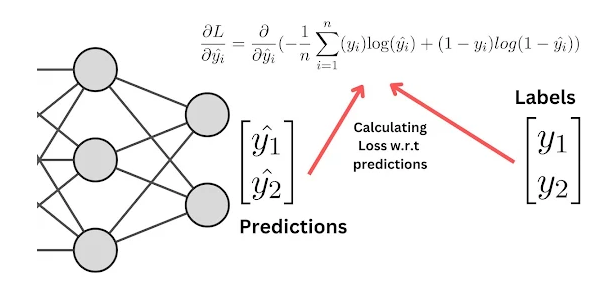 ∂L/∂ŷᵢ = ∂/∂ŷᵢ(−1/n ∑ᵢ₌₁ⁿ (yᵢ)log(ŷᵢ) + (1 − yᵢ)log(1 − ŷᵢ))
Labels
Calculating
Loss w.r.t
predictions
[ŷ₁
ŷ₂]
Predictions
[y₁
y₂]